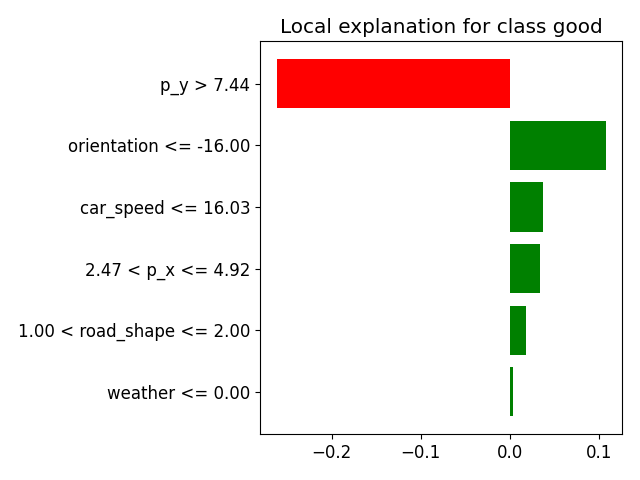 Local explanation for class good
p_y > 7.44
orientation <= -16.00
car_speed <= 16.03
2.47 < p_x <= 4.92
1.00 < road_shape <= 2.00
weather <= 0.00
−0.2 −0.1 0.0 0.1